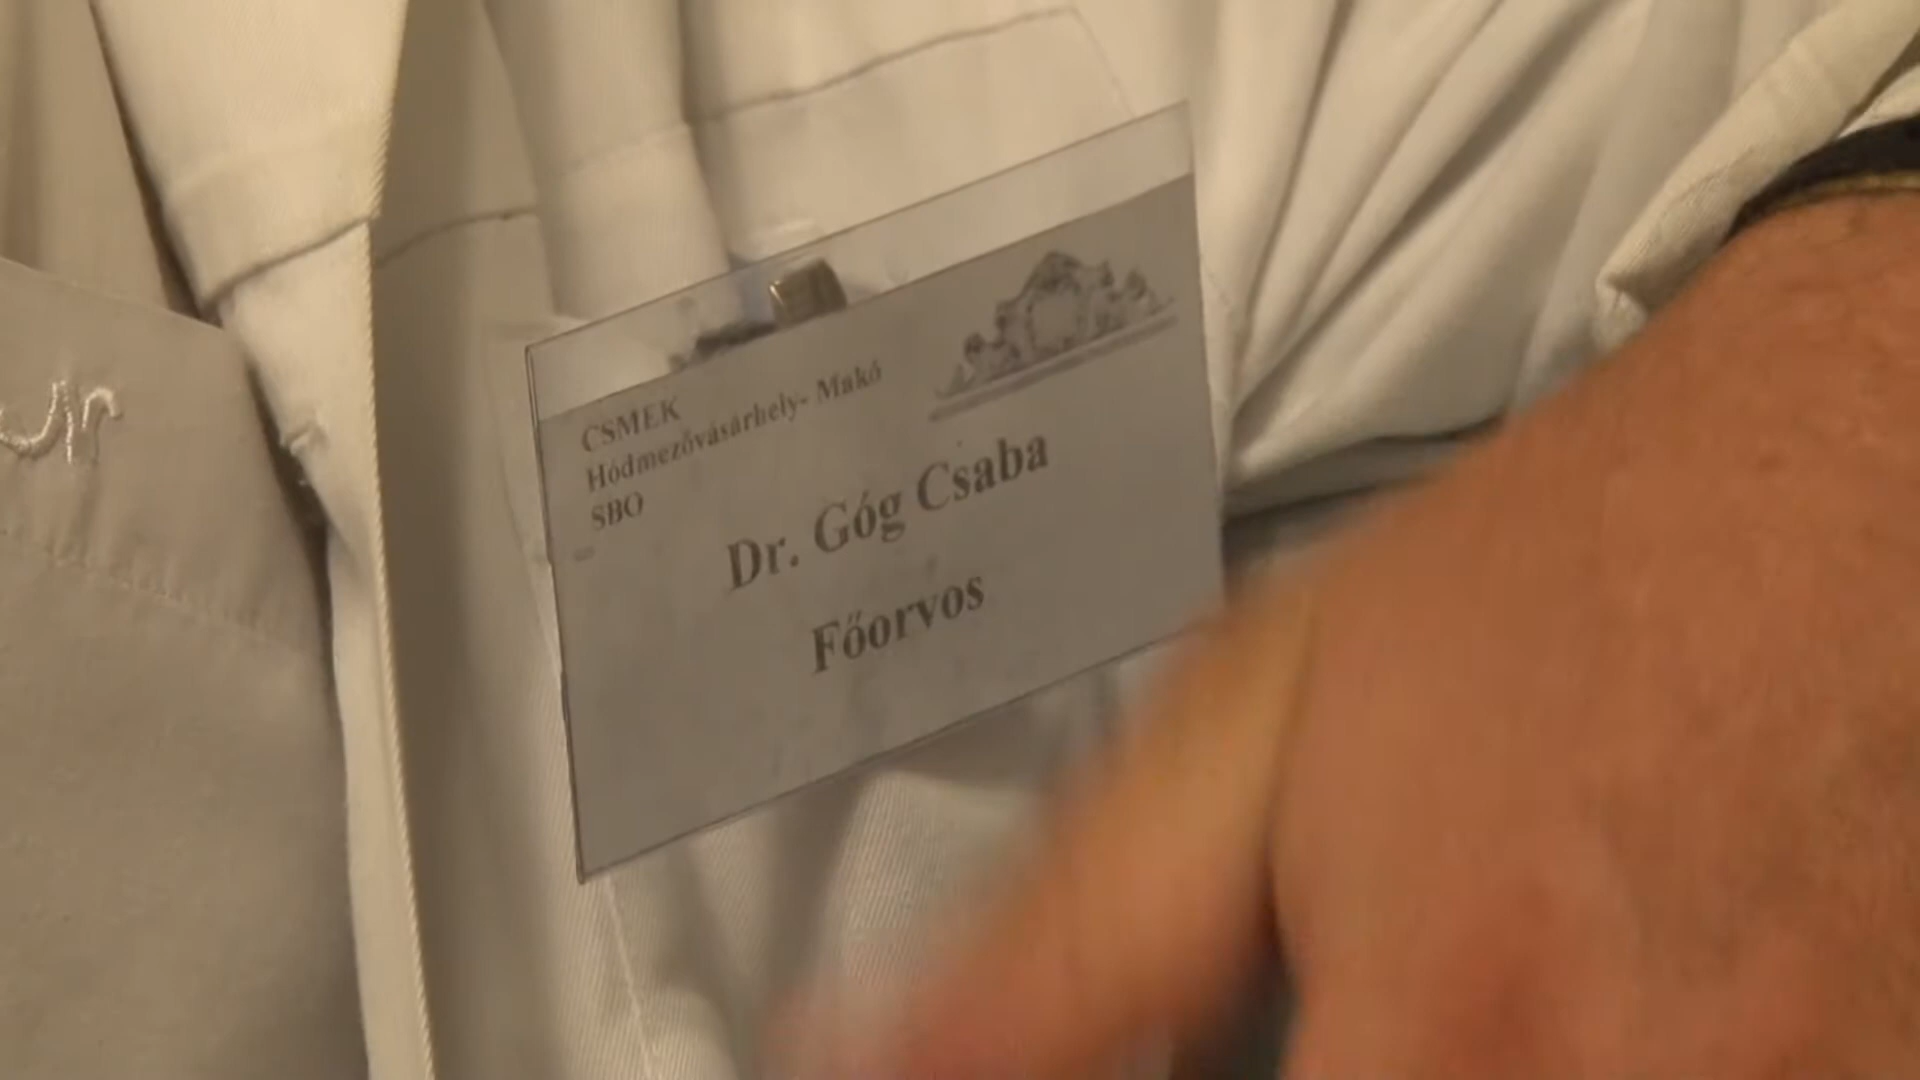 CSMEK
Hódmezővásárhely- Makó
SBO
Dr. Góg Csaba
Főorvos